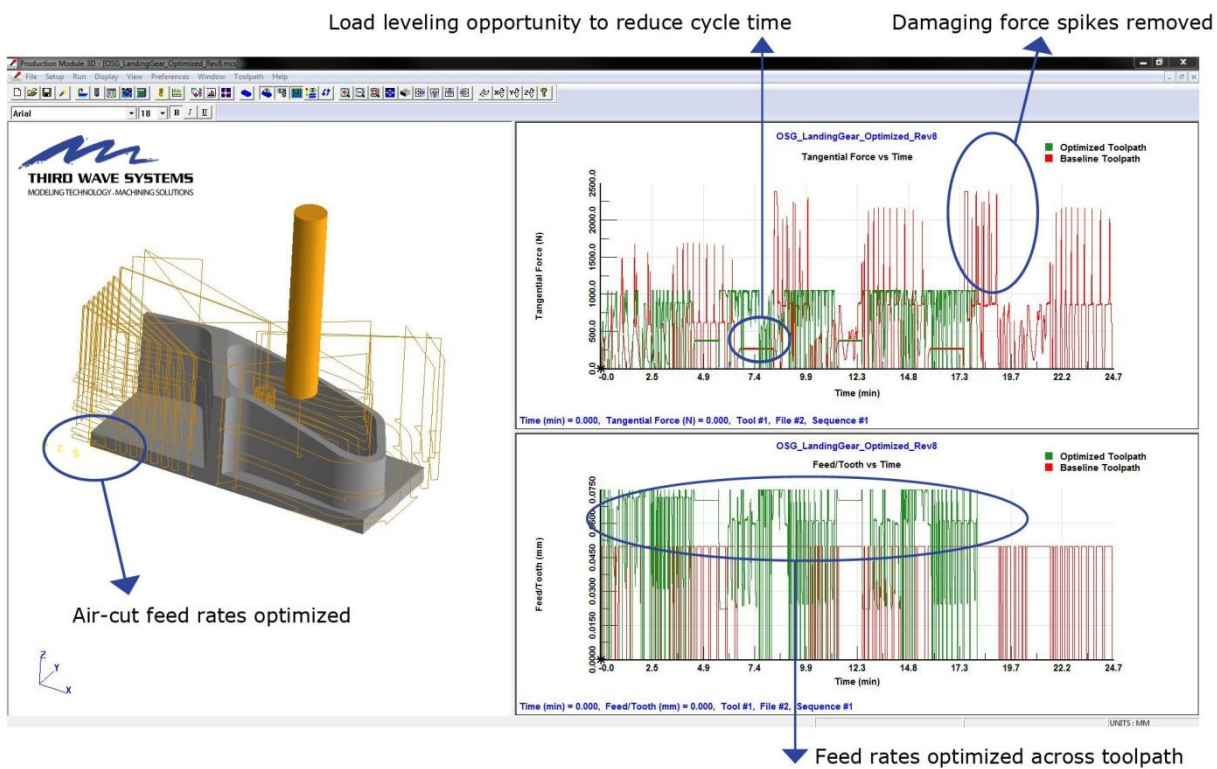 Load leveling opportunity to reduce cycle time
Damaging force spikes removed
Production Module 3D - [OSG_LandingGear_Optimized_Rev8.mcs]
File Setup Run Display View Preferences Window Toolpath Help
Arial 18 B I U
THIRD WAVE SYSTEMS
MODELING TECHNOLOGY - MACHINING SOLUTIONS
OSG_LandingGear_Optimized_Rev8
Tangential Force vs Time
Optimized Toolpath
Baseline Toolpath
Tangential Force (N)
2500.0
2000.0
1500.0
1000.0
500.0
0.0
-0.0 2.5 4.9 7.4 9.9 12.3 14.8 17.3 19.7 22.2 24.7
Time (min)
Time (min) = 0.000, Tangential Force (N) = 0.000, Tool #1, File #2, Sequence #1
OSG_LandingGear_Optimized_Rev8
Feed/Tooth vs Time
Optimized Toolpath
Baseline Toolpath
Feed/Tooth (mm)
0.0750
0.0600
0.0450
0.0300
0.0150
0.0000
-0.0 2.5 4.9 7.4 9.9 12.3 14.8 17.3 19.7 22.2 24.7
Time (min)
Time (min) = 0.000, Feed/Tooth (mm) = 0.000, Tool #1, File #2, Sequence #1
Air-cut feed rates optimized
Z
Y
X
UNITS : MM
Feed rates optimized across toolpath